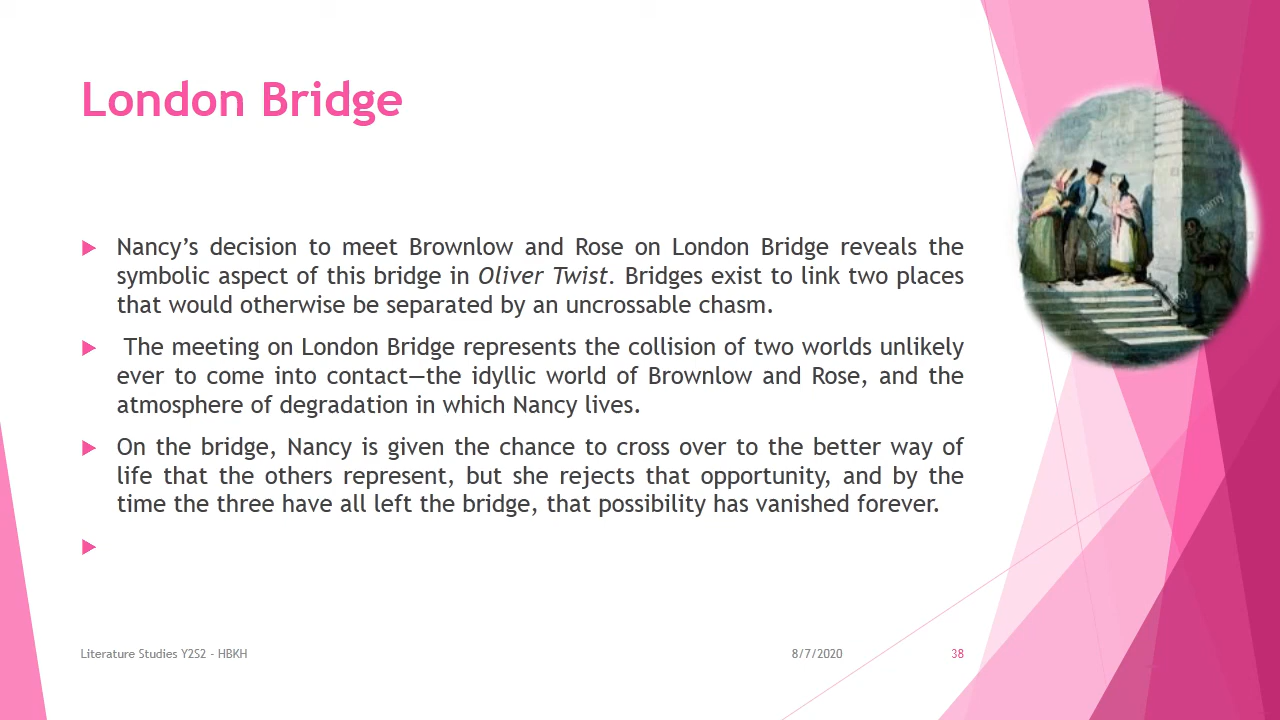 London Bridge
Nancy’s decision to meet Brownlow and Rose on London Bridge reveals the
symbolic aspect of this bridge in Oliver Twist. Bridges exist to link two places
that would otherwise be separated by an uncrossable chasm.
The meeting on London Bridge represents the collision of two worlds unlikely
ever to come into contact—the idyllic world of Brownlow and Rose, and the
atmosphere of degradation in which Nancy lives.
On the bridge, Nancy is given the chance to cross over to the better way of
life that the others represent, but she rejects that opportunity, and by the
time the three have all left the bridge, that possibility has vanished forever.
Literature Studies Y2S2 - HBKH
8/7/2020
38
alamy
alamy